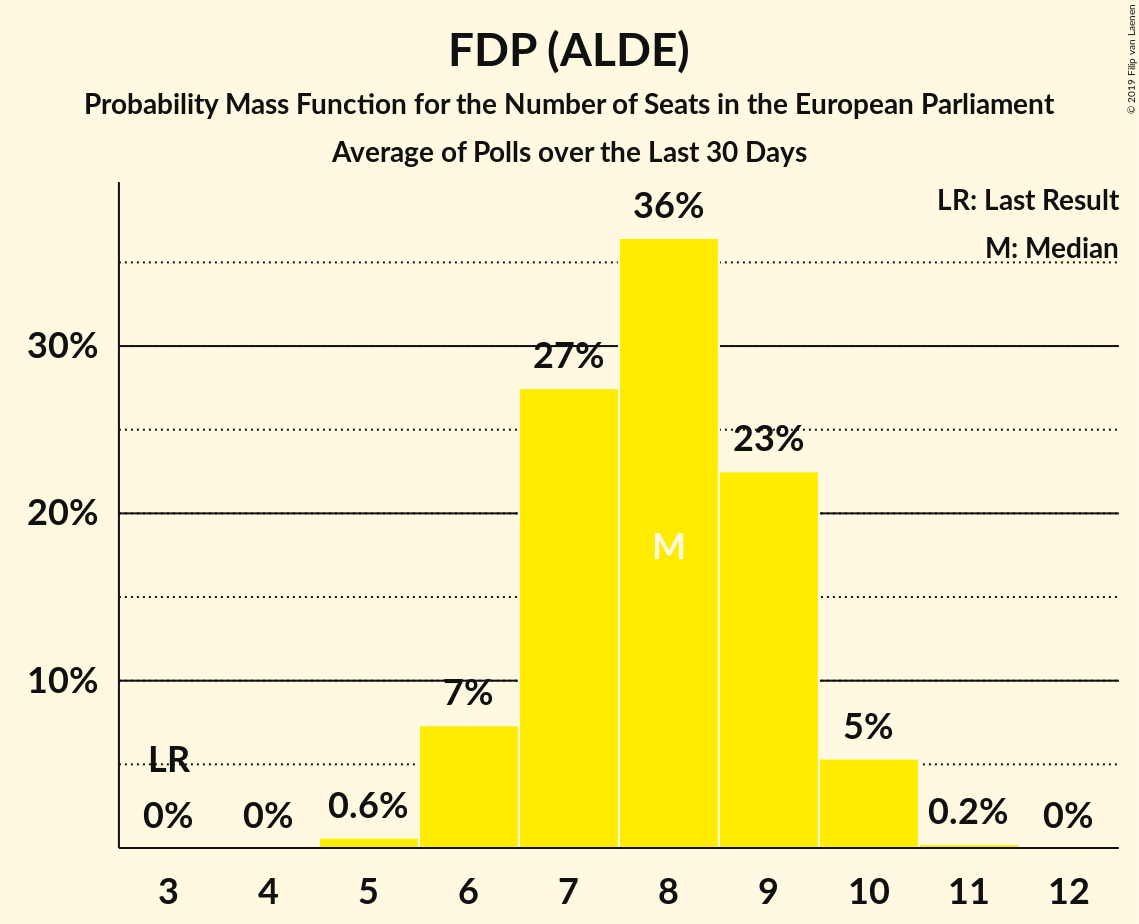 FDP (ALDE)
Probability Mass Function for the Number of Seats in the European Parliament
Average of Polls over the Last 30 Days
© 2019 Filip van Laenen
LR: Last Result
M: Median
36%
30%
27%
23%
20%
M
10%
7%
5%
LR
0% 0% 0.6% 0.2% 0%
3 4 5 6 7 8 9 10 11 12